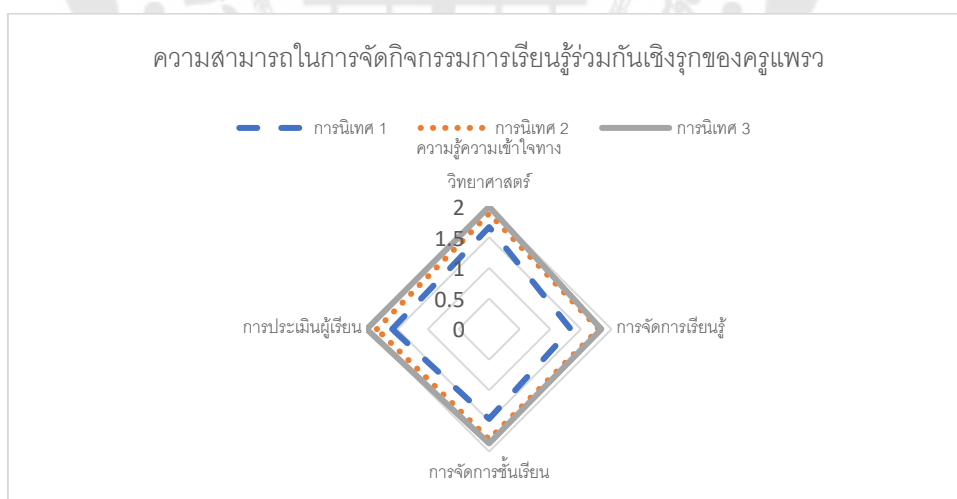 ความสามารถในการจัดกิจกรรมการเรียนรู้ร่วมกันเชิงรุกของครูแพรว
การนิเทศ 1 การนิเทศ 2 การนิเทศ 3
ความรู้ความเข้าใจทาง
วิทยาศาสตร์
2
1.5
1
0.5
0
การประเมินผู้เรียน การจัดการเรียนรู้
การจัดการชั้นเรียน